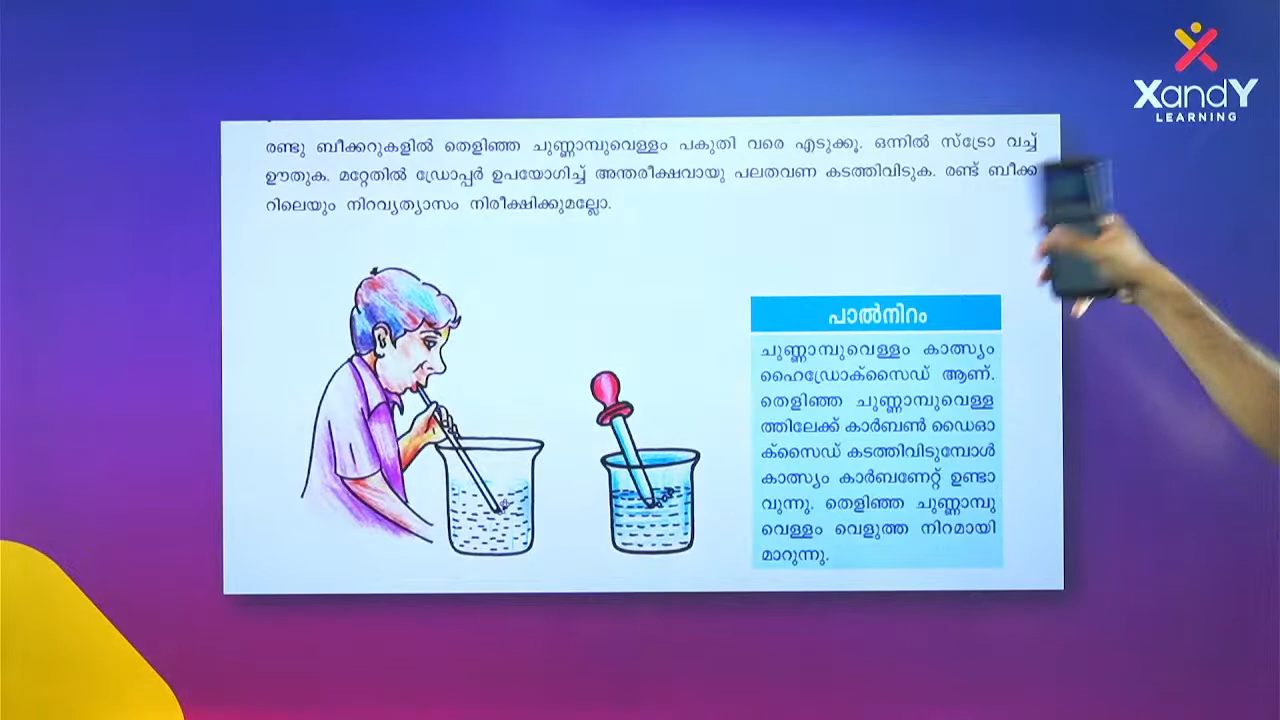 XandY
LEARNING
രണ്ടു ബീക്കറുകളിൽ തെളിഞ്ഞ ചുണ്ണാമ്പുവെള്ളം പകുതി വരെ എടുക്കൂ. ഒന്നിൽ സ്ട്രോ വച്ച്
ഊതുക. മറ്റേതിൽ ഡ്രോപ്പർ ഉപയോഗിച്ച് അന്തരീക്ഷവായു പലതവണ കടത്തിവിടുക. രണ്ട് ബീക്ക
റിലെയും നിറവ്യത്യാസം നിരീക്ഷിക്കുമല്ലോ.
പാൽനിറം
ചുണ്ണാമ്പുവെള്ളം കാത്സ്യം
ഹൈഡ്രോക്സൈഡ് ആണ്.
തെളിഞ്ഞ ചുണ്ണാമ്പുവെള്ള
ത്തിലേക്ക് കാർബൺ ഡൈഓ
ക്സൈഡ് കടത്തിവിടുമ്പോൾ
കാത്സ്യം കാർബണേറ്റ് ഉണ്ടാ
വുന്നു. തെളിഞ്ഞ ചുണ്ണാമ്പു
വെള്ളം വെളുത്ത നിറമായി
മാറുന്നു.